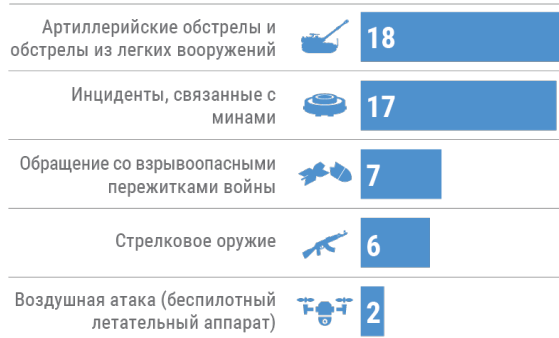 Артиллерийские обстрелы и
обстрелы из легких вооружений
18
Инциденты, связанные с
минами
17
Обращение со взрывоопасными
пережитками войны
7
Стрелковое оружие
6
Воздушная атака (беспилотный
летательный аппарат)
2